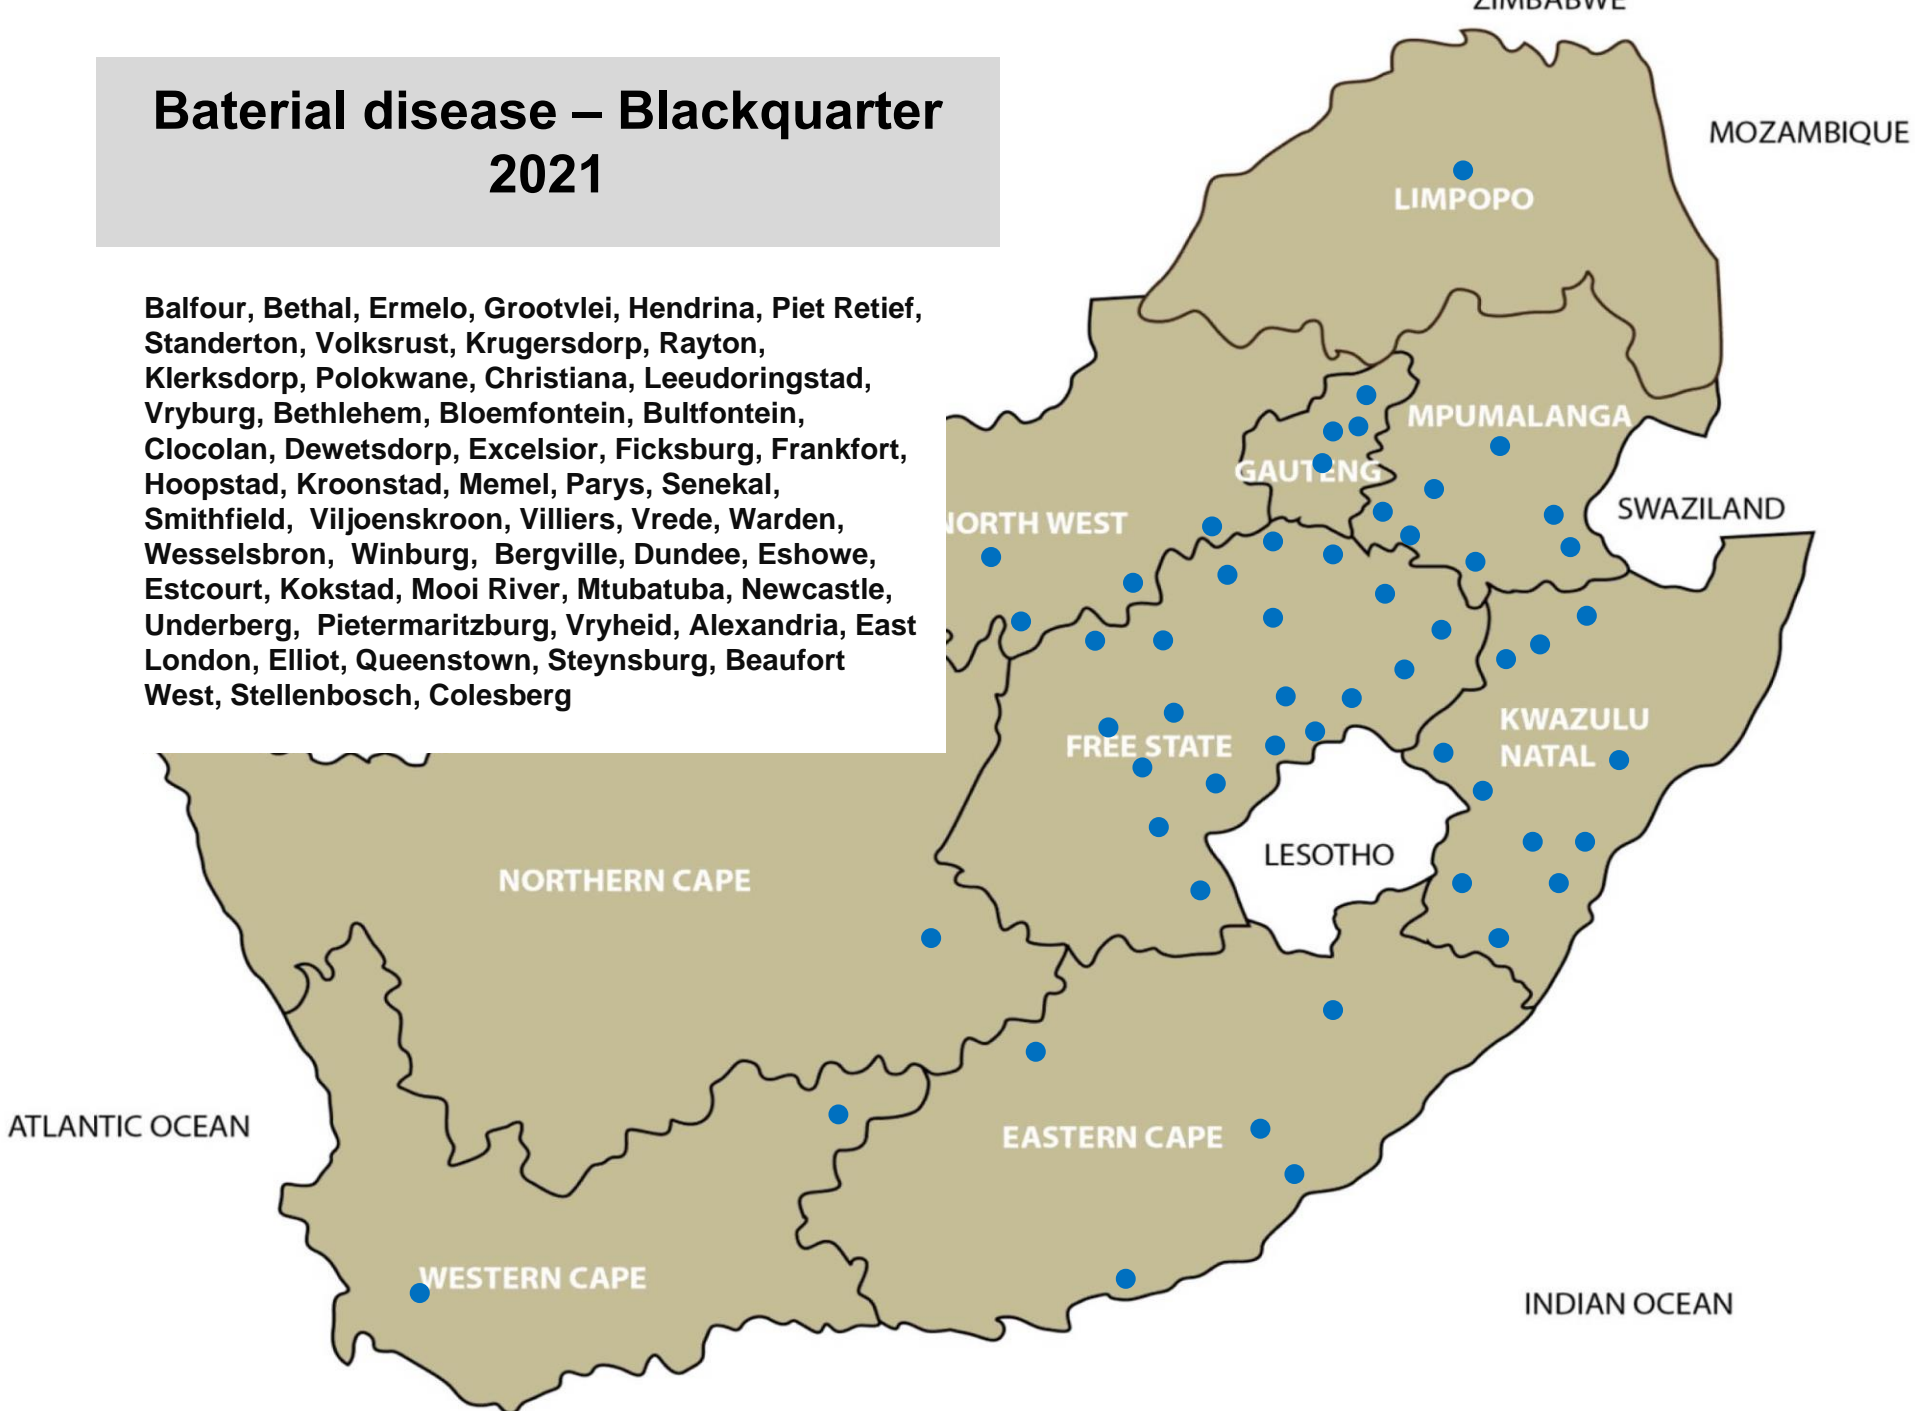 ZIMBABWE
Baterial disease – Blackquarter
2021
MOZAMBIQUE
LIMPOPO
Balfour, Bethal, Ermelo, Grootvlei, Hendrina, Piet Retief,
Standerton, Volksrust, Krugersdorp, Rayton,
Klerksdorp, Polokwane, Christiana, Leeudoringstad,
Vryburg, Bethlehem, Bloemfontein, Bultfontein,
Clocolan, Dewetsdorp, Excelsior, Ficksburg, Frankfort,
Hoopstad, Kroonstad, Memel, Parys, Senekal,
Smithfield, Viljoenskroon, Villiers, Vrede, Warden,
Wesselsbron, Winburg, Bergville, Dundee, Eshowe,
Estcourt, Kokstad, Mooi River, Mtubatuba, Newcastle,
Underberg, Pietermaritzburg, Vryheid, Alexandria, East
London, Elliot, Queenstown, Steynsburg, Beaufort
West, Stellenbosch, Colesberg
MPUMALANGA
GAUTENG
SWAZILAND
NORTH WEST
KWAZULU
NATAL
FREE STATE
LESOTHO
NORTHERN CAPE
ATLANTIC OCEAN
EASTERN CAPE
WESTERN CAPE
INDIAN OCEAN